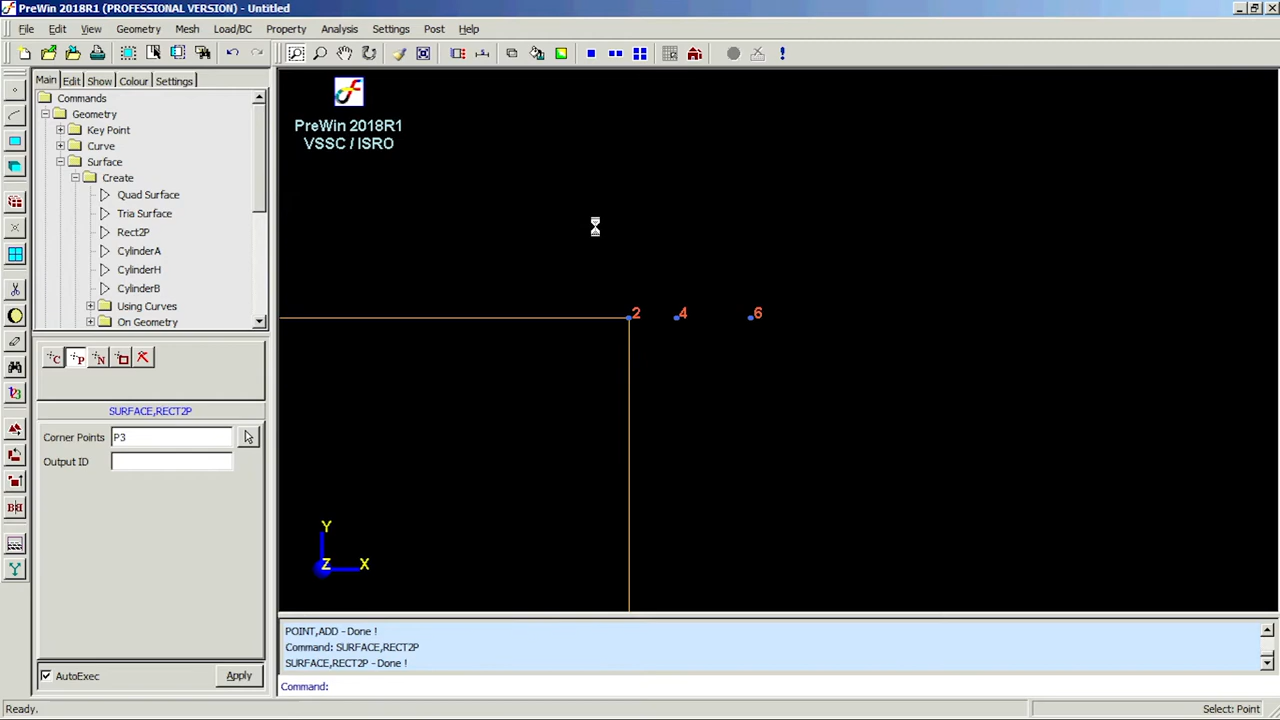 PreWin 2018R1 (PROFESSIONAL VERSION) - Untitled
File Edit View Geometry Mesh Load/BC Property Analysis Settings Post Help
Main Edit Show Colour Settings
Commands
Geometry
Key Point
Curve
Surface
Create
Quad Surface
Tria Surface
Rect2P
CylinderA
CylinderH
CylinderB
Using Curves
On Geometry
C P N
SURFACE,RECT2P
Corner Points P3
Output ID
AutoExec Apply
PreWin 2018R1
VSSC / ISRO
2 4 6
Y
Z X
POINT,ADD - Done !
Command: SURFACE,RECT2P
SURFACE,RECT2P - Done !
Command:
Ready. Select: Point